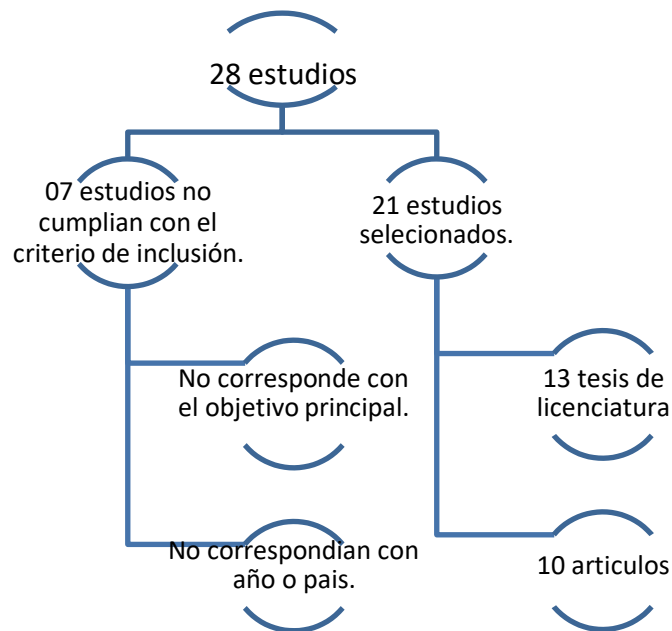 28 estudios
07 estudios no
cumplian con el
criterio de inclusión.
21 estudios
selecionados.
No corresponde con
el objetivo principal.
13 tesis de
licenciatura
No correspondian con
año o pais.
10 articulos